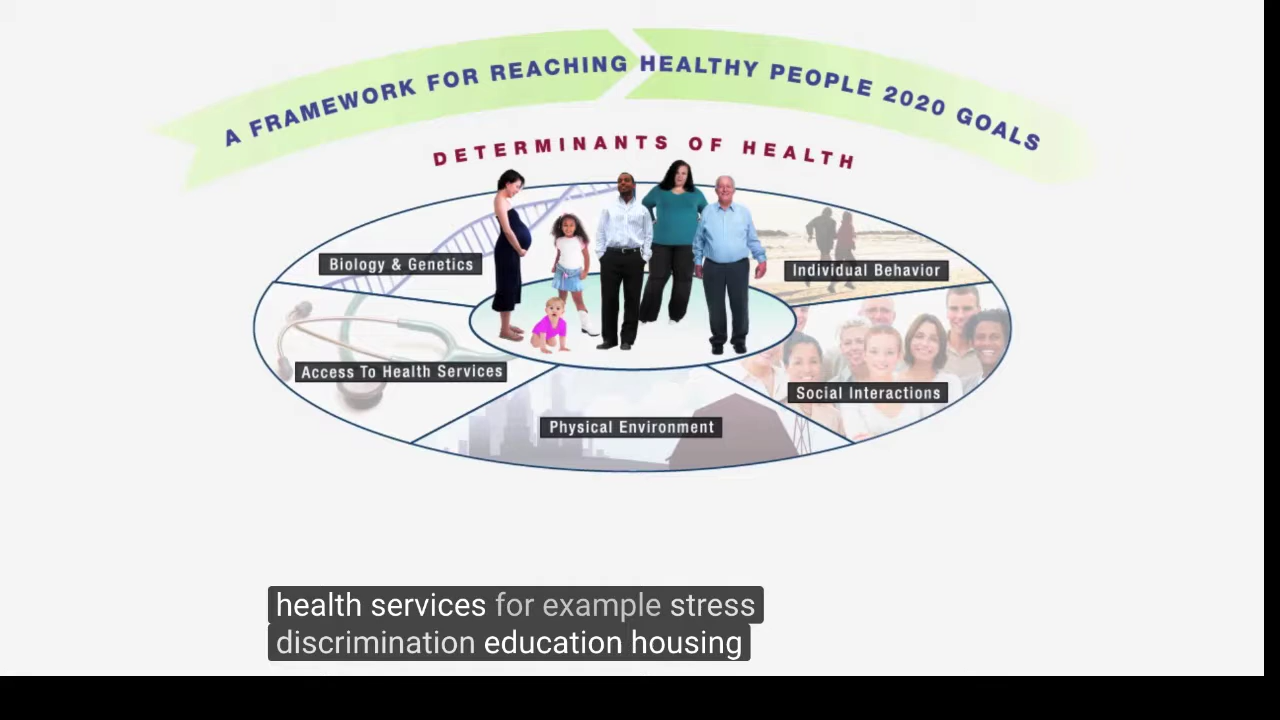 A FRAMEWORK FOR REACHING HEALTHY PEOPLE 2020 GOALS
DETERMINANTS OF HEALTH
Biology & Genetics
Individual Behavior
Access To Health Services
Social Interactions
Physical Environment
health services for example stress
discrimination education housing